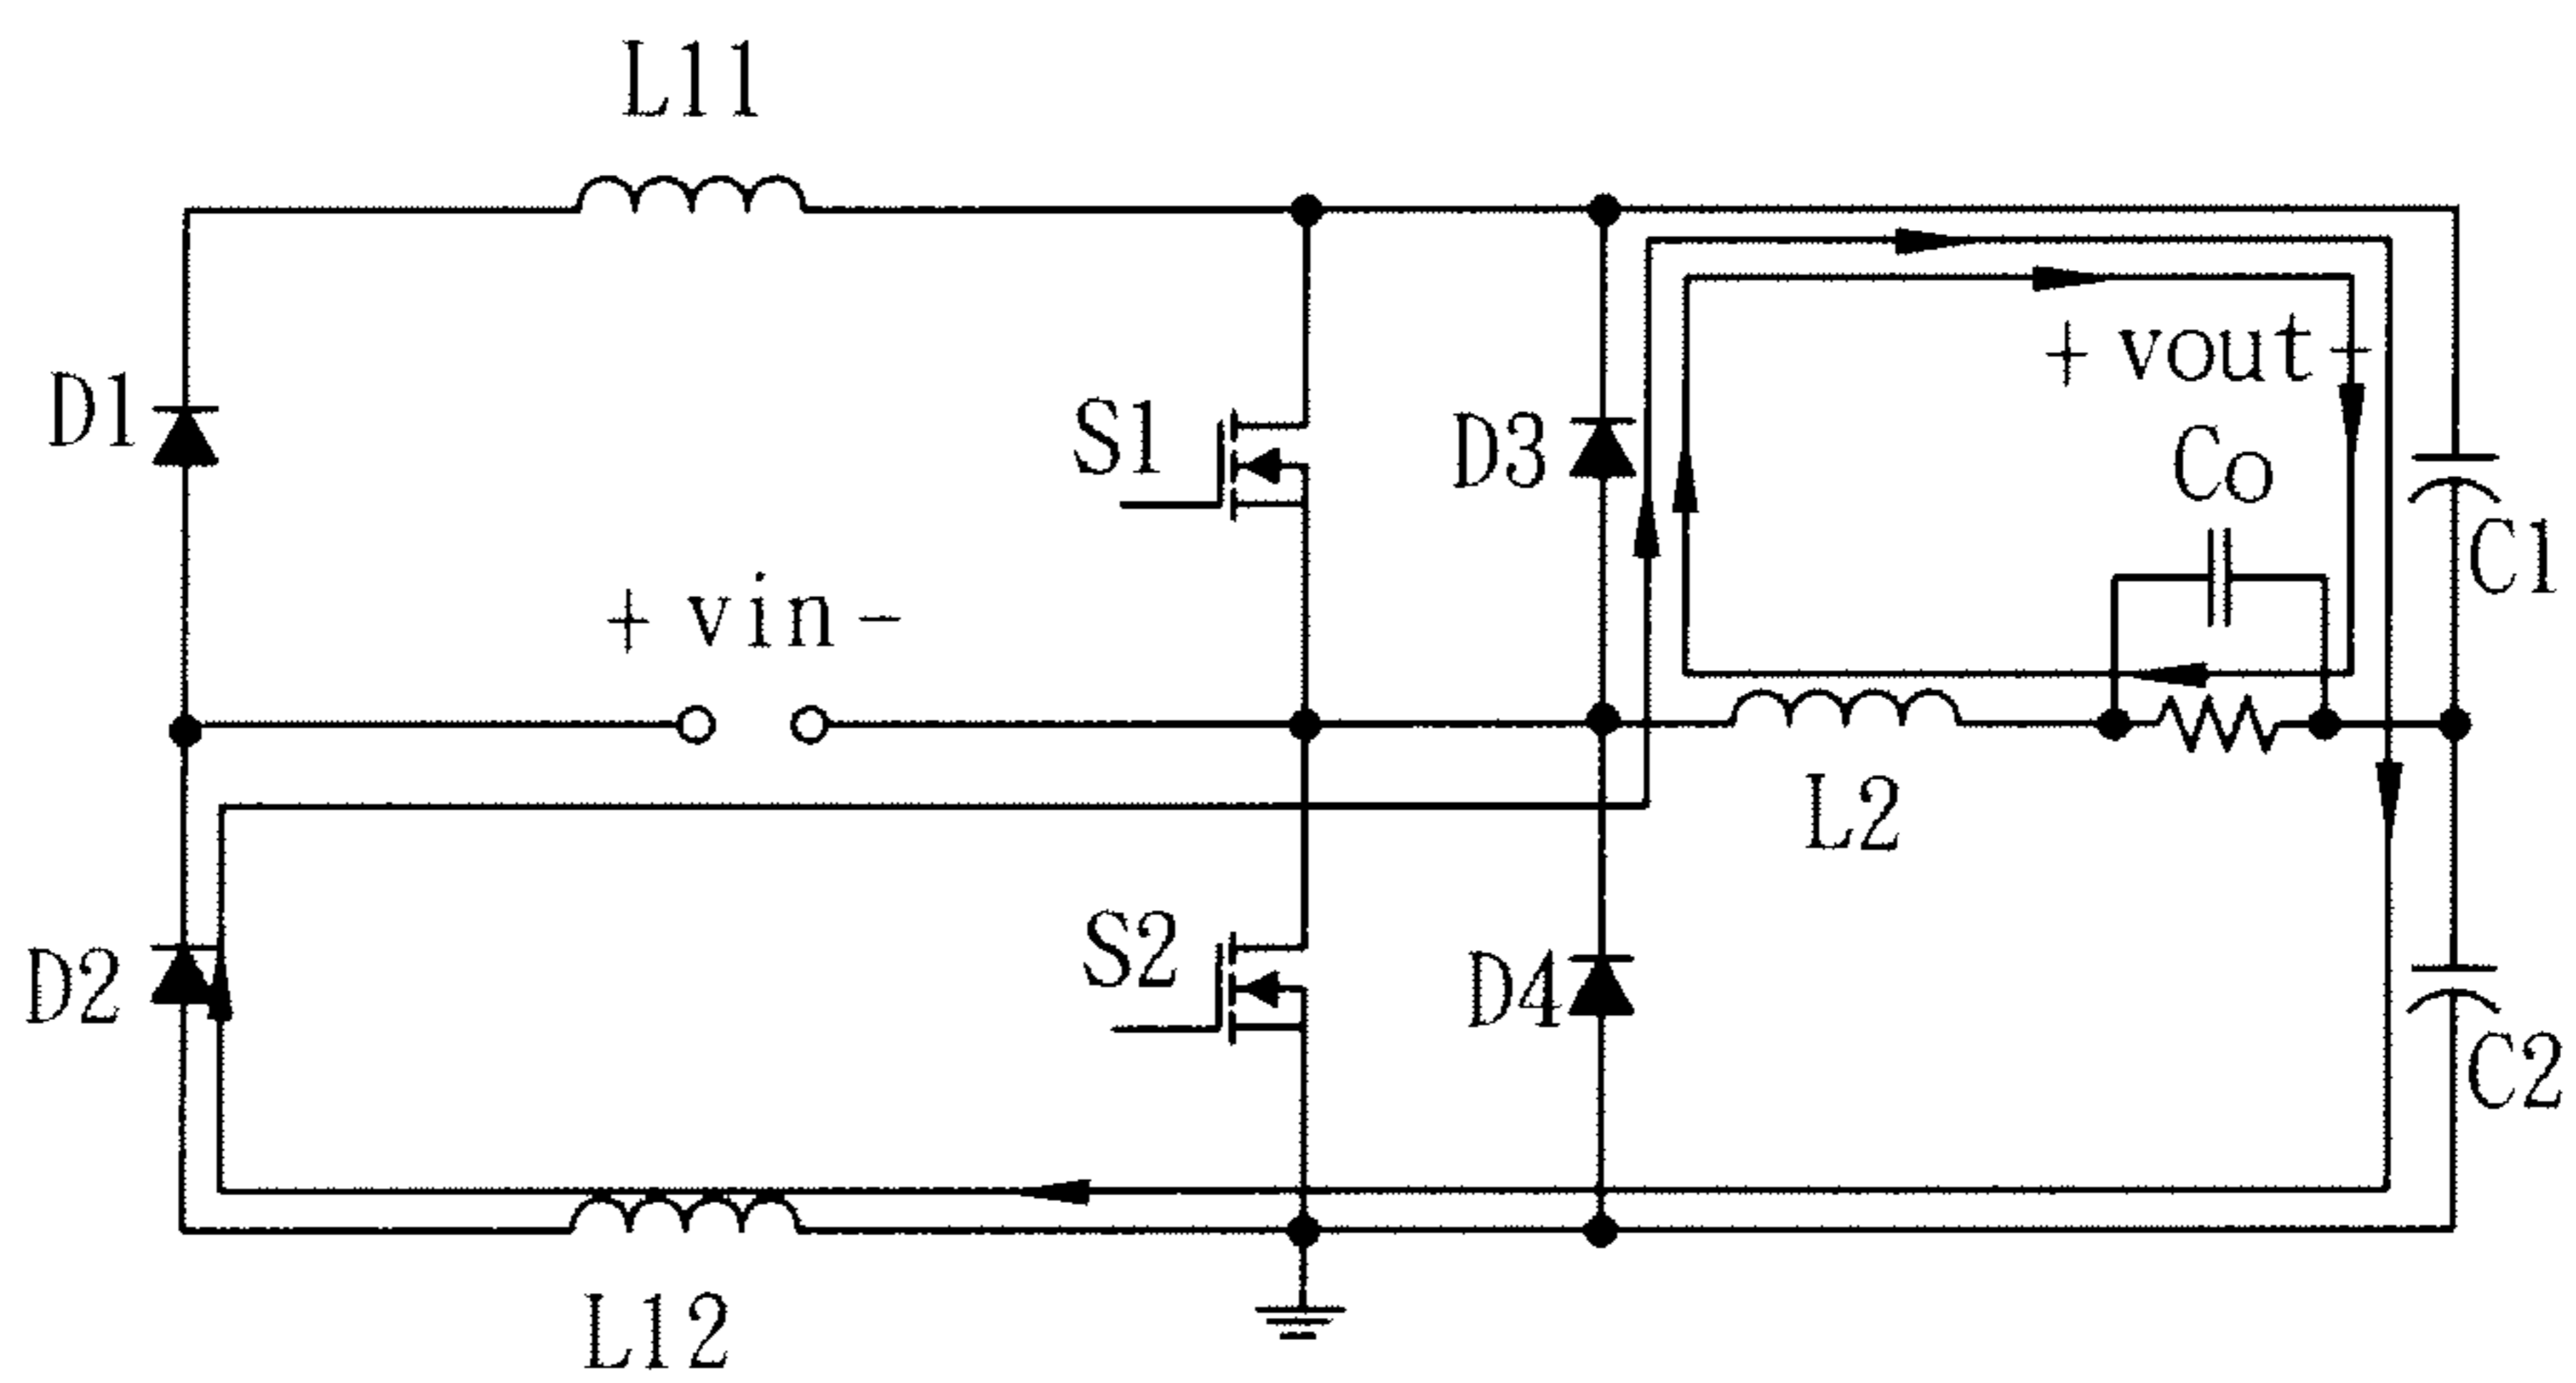 L11
+ vout -
D1
S1
D3
Co
C1
+ vin -
L2
S2
D2
D4
C2
L12